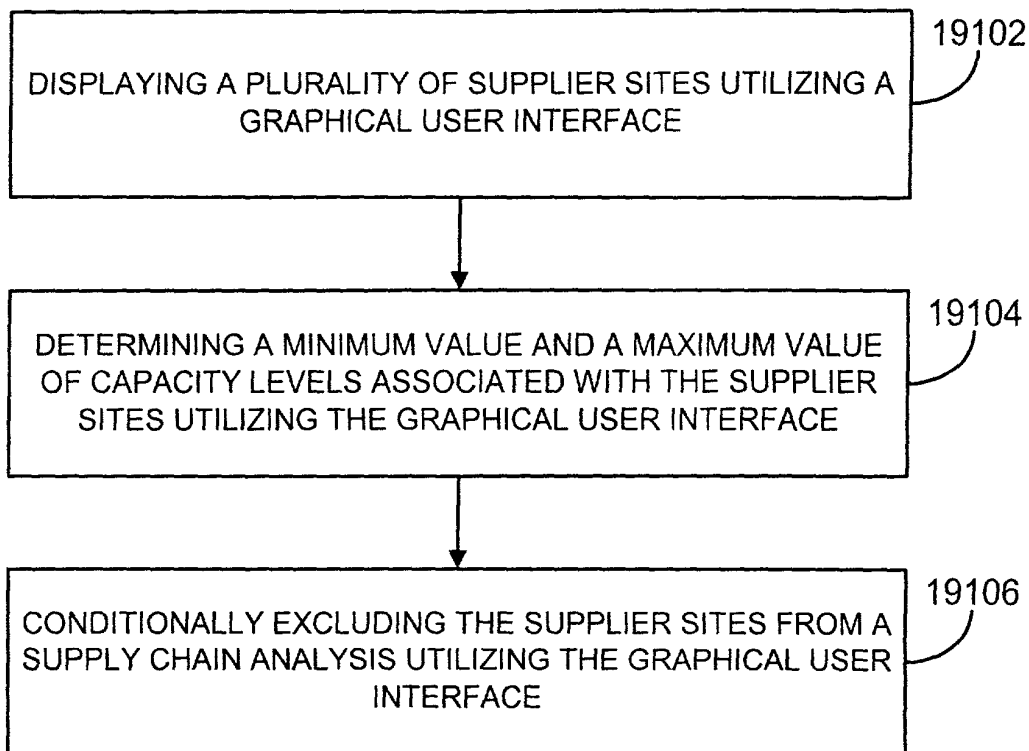 19102
DISPLAYING A PLURALITY OF SUPPLIER SITES UTILIZING A
GRAPHICAL USER INTERFACE
19104
DETERMINING A MINIMUM VALUE AND A MAXIMUM VALUE
OF CAPACITY LEVELS ASSOCIATED WITH THE SUPPLIER
SITES UTILIZING THE GRAPHICAL USER INTERFACE
19106
CONDITIONALLY EXCLUDING THE SUPPLIER SITES FROM A
SUPPLY CHAIN ANALYSIS UTILIZING THE GRAPHICAL USER
INTERFACE